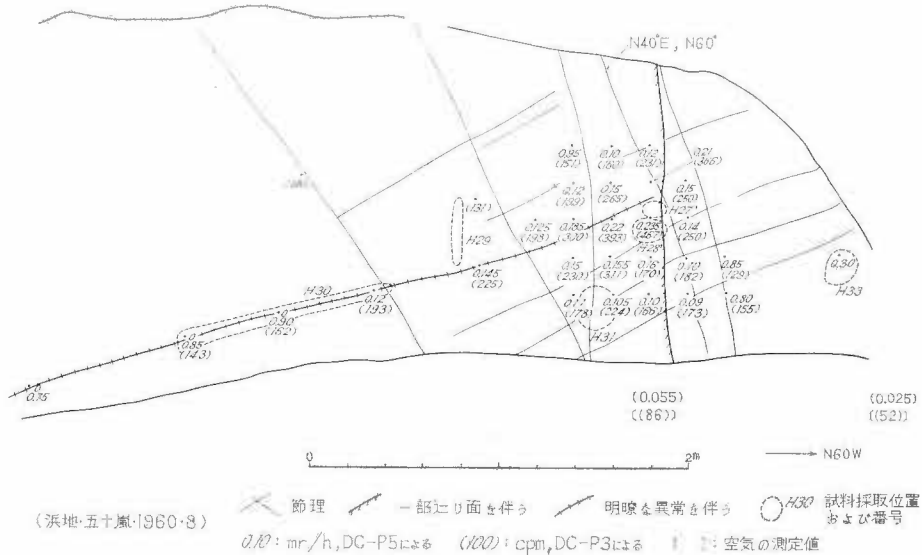 N40°E, N60°
0.95 (151)
0.10 (180)
0.12 (231)
0.21 (306)
0.12 (199)
0.15 (265)
0.15 (250)
H27
(131)
H29
0.125 (198)
0.185 (300)
0.22 (393)
0.235 (457)
H28
0.14 (250)
0.145 (225)
0.15 (230)
0.155 (311)
0.16 (170)
0.10 (182)
0.85 (129)
0.30
H33
H30
0.12 (193)
0.90 (162)
0.85 (143)
0.75
0.11 (178)
0.105 (224)
H31
0.10 (166)
0.09 (173)
0.80 (155)
(0.055)
((86))
(0.025)
((52))
0 2m
N60W
節理 一部辷り面を伴う 明瞭な異常を伴う H30 試料採取位置および番号
(浜地・五十嵐・1960・8)
0.10: mr/h, DC-P5による (100): cpm, DC-P3による ( ): 空気の測定値